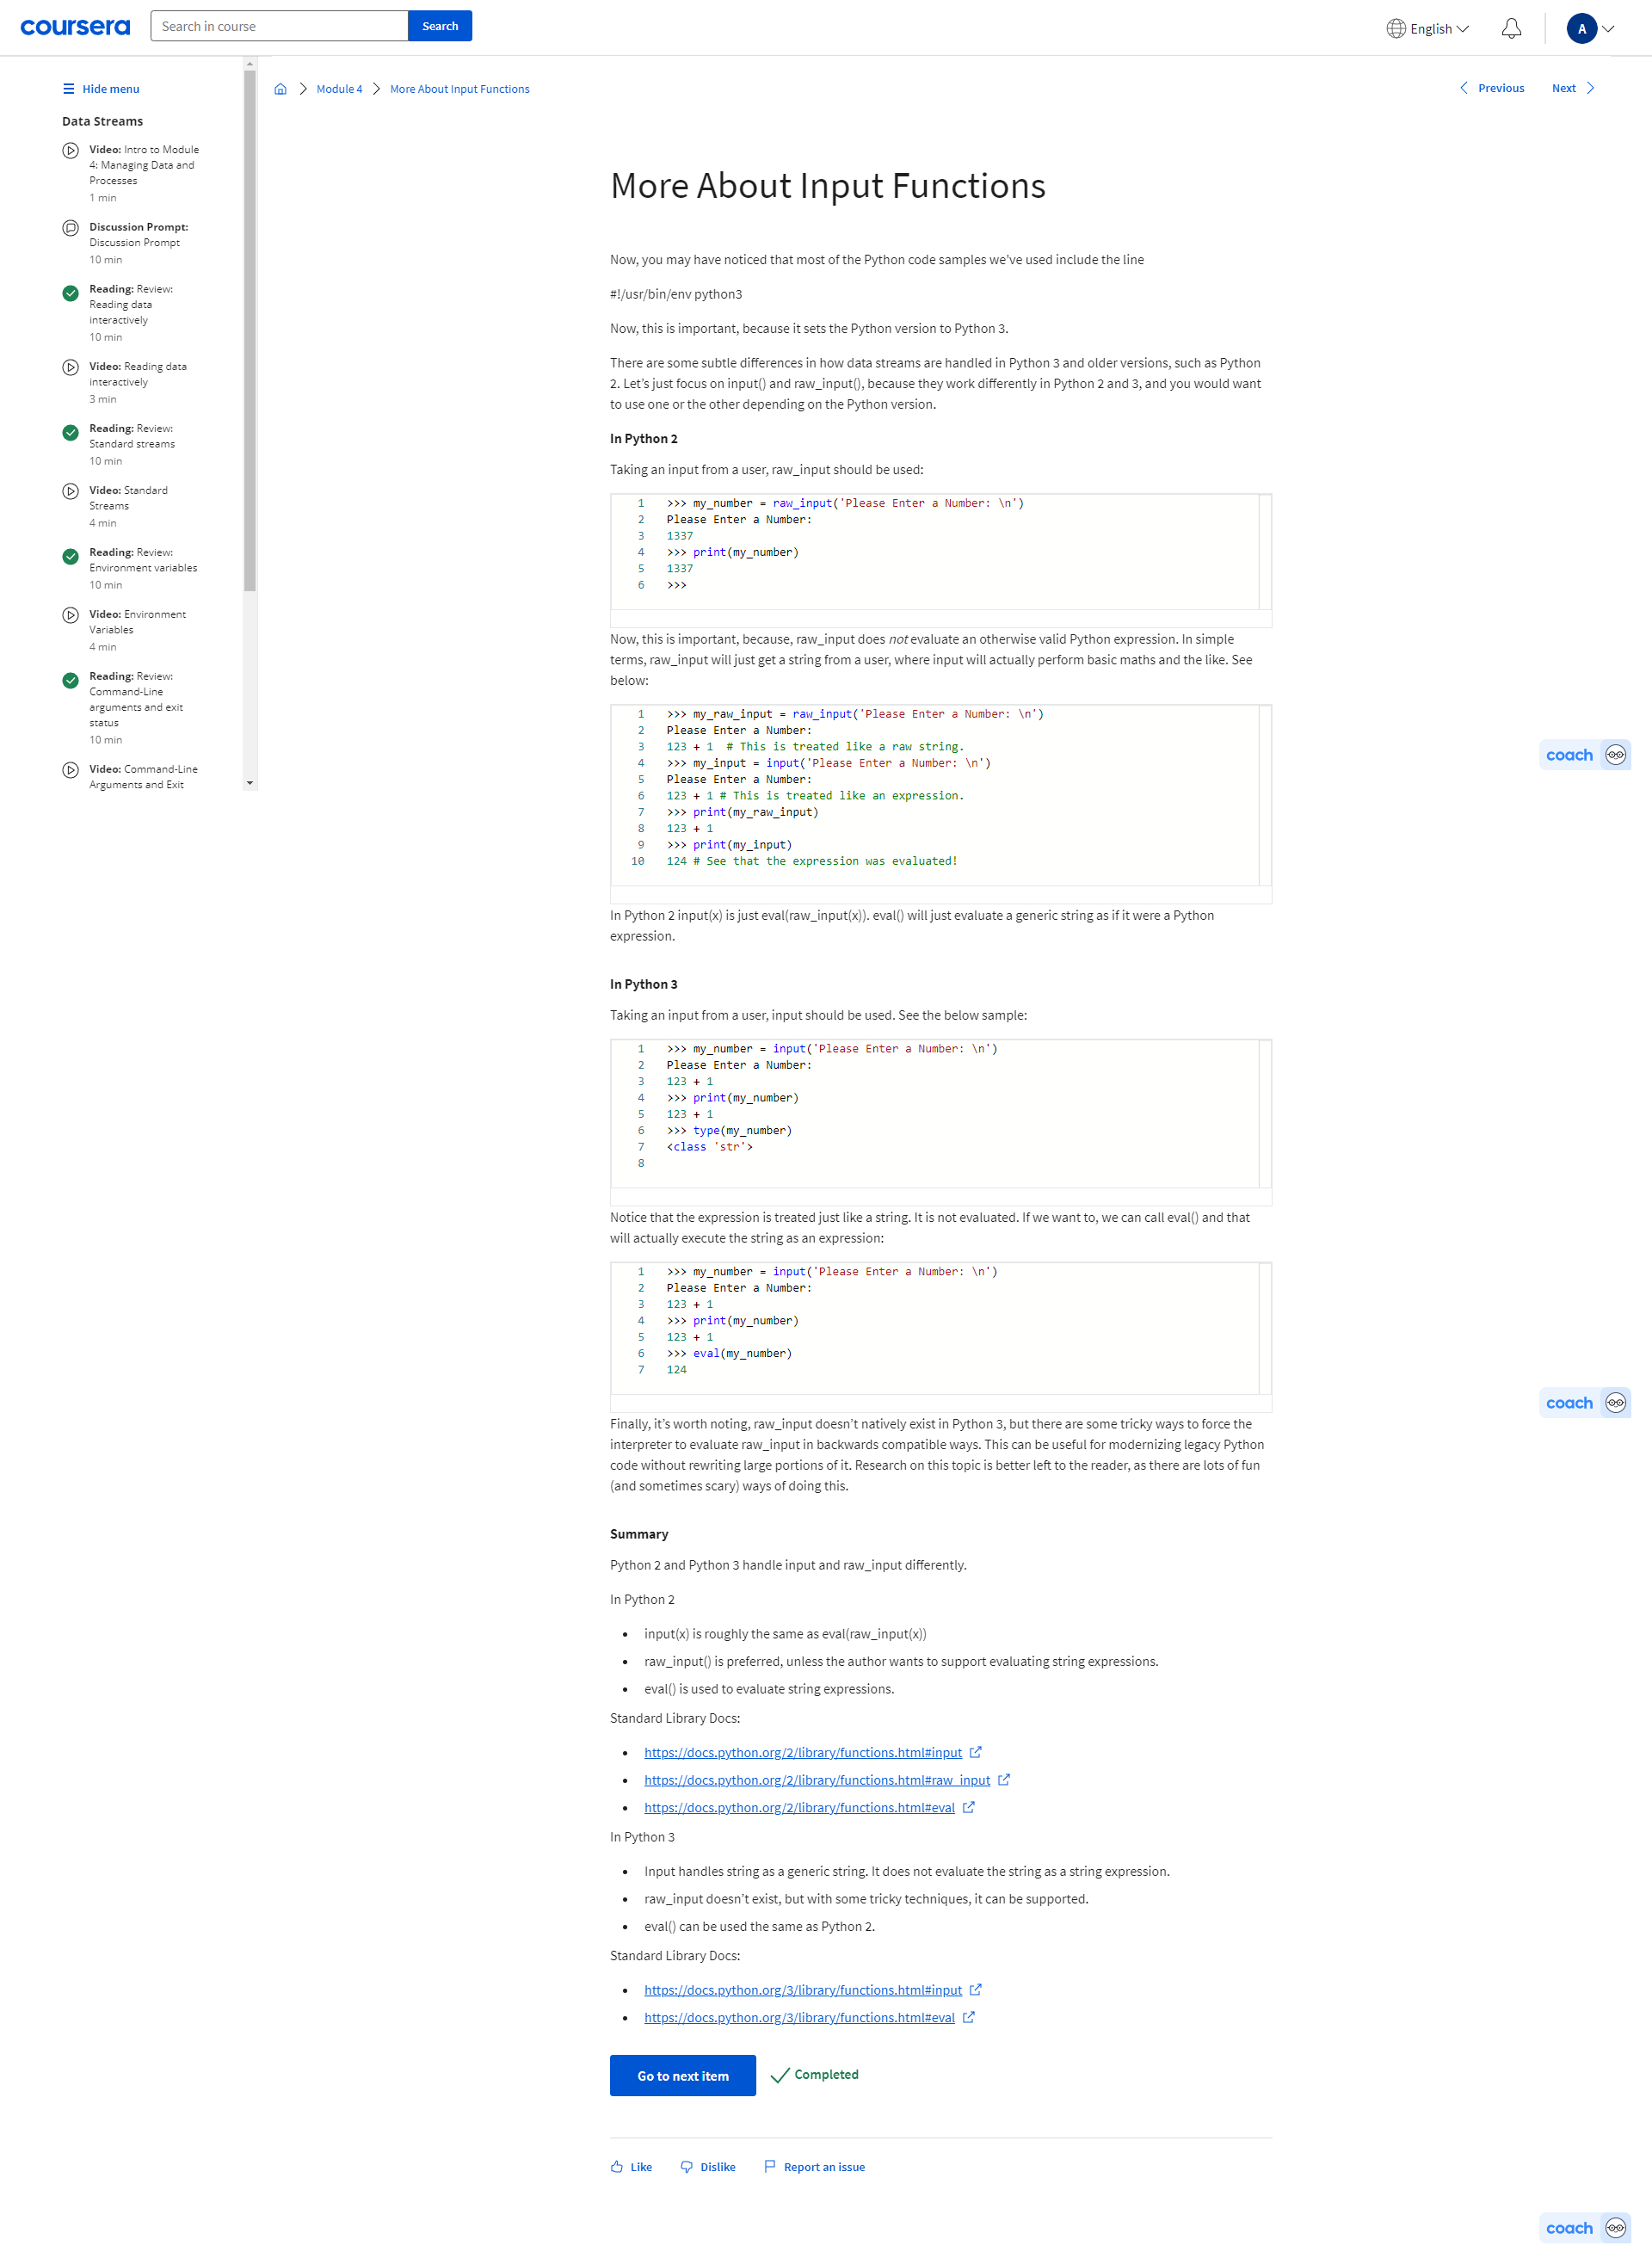 coursera
Search in course
Search
English
A
Hide menu
Data Streams
Video: Intro to Module
4: Managing Data and
Processes
1 min
Discussion Prompt:
Discussion Prompt
10 min
Reading: Review:
Reading data
interactively
10 min
Video: Reading data
interactively
3 min
Reading: Review:
Standard streams
10 min
Video: Standard
Streams
4 min
Reading: Review:
Environment variables
10 min
Video: Environment
Variables
4 min
Reading: Review:
Command-Line
arguments and exit
status
10 min
Video: Command-Line
Arguments and Exit
Module 4
More About Input Functions
Previous
Next
More About Input Functions
Now, you may have noticed that most of the Python code samples we've used include the line
#!/usr/bin/env python3
Now, this is important, because it sets the Python version to Python 3.
There are some subtle differences in how data streams are handled in Python 3 and older versions, such as Python
2. Let's just focus on input() and raw_input(), because they work differently in Python 2 and 3, and you would want
to use one or the other depending on the Python version.
In Python 2
Taking an input from a user, raw_input should be used:
1 >>> my_number = raw_input('Please Enter a Number: \n')
2 Please Enter a Number:
3 1337
4 >>> print(my_number)
5 1337
6 >>>
Now, this is important, because, raw_input does not evaluate an otherwise valid Python expression. In simple
terms, raw_input will just get a string from a user, where input will actually perform basic maths and the like. See
below:
1 >>> my_raw_input = raw_input('Please Enter a Number: \n')
2 Please Enter a Number:
3 123 + 1  # This is treated like a raw string.
4 >>> my_input = input('Please Enter a Number: \n')
5 Please Enter a Number:
6 123 + 1 # This is treated like an expression.
7 >>> print(my_raw_input)
8 123 + 1
9 >>> print(my_input)
10 124 # See that the expression was evaluated!
In Python 2 input(x) is just eval(raw_input(x)). eval() will just evaluate a generic string as if it were a Python
expression.
In Python 3
Taking an input from a user, input should be used. See the below sample:
1 >>> my_number = input('Please Enter a Number: \n')
2 Please Enter a Number:
3 123 + 1
4 >>> print(my_number)
5 123 + 1
6 >>> type(my_number)
7 <class 'str'>
8
Notice that the expression is treated just like a string. It is not evaluated. If we want to, we can call eval() and that
will actually execute the string as an expression:
1 >>> my_number = input('Please Enter a Number: \n')
2 Please Enter a Number:
3 123 + 1
4 >>> print(my_number)
5 123 + 1
6 >>> eval(my_number)
7 124
Finally, it's worth noting, raw_input doesn't natively exist in Python 3, but there are some tricky ways to force the
interpreter to evaluate raw_input in backwards compatible ways. This can be useful for modernizing legacy Python
code without rewriting large portions of it. Research on this topic is better left to the reader, as there are lots of fun
(and sometimes scary) ways of doing this.
Summary
Python 2 and Python 3 handle input and raw_input differently.
In Python 2
• input(x) is roughly the same as eval(raw_input(x))
• raw_input() is preferred, unless the author wants to support evaluating string expressions.
• eval() is used to evaluate string expressions.
Standard Library Docs:
• https://docs.python.org/2/library/functions.html#input
• https://docs.python.org/2/library/functions.html#raw_input
• https://docs.python.org/2/library/functions.html#eval
In Python 3
• Input handles string as a generic string. It does not evaluate the string as a string expression.
• raw_input doesn't exist, but with some tricky techniques, it can be supported.
• eval() can be used the same as Python 2.
Standard Library Docs:
• https://docs.python.org/3/library/functions.html#input
• https://docs.python.org/3/library/functions.html#eval
Go to next item
Completed
Like
Dislike
Report an issue
coach
coach
coach